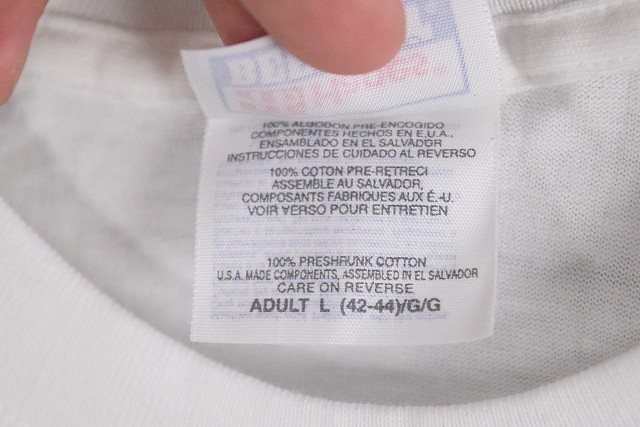 100% ALGODON PRE-ENCOGIDO
COMPONENTES HECHOS EN E.U.A.,
ENSAMBLADO EN EL SALVADOR
INSTRUCCIONES DE CUIDADO AL REVERSO
100% COTON PRE-RETRECI
ASSEMBLE AU SALVADOR,
COMPOSANTS FABRIQUES AUX É.-U.
VOIR VERSO POUR ENTRETIEN
100% PRESHRUNK COTTON
U.S.A. MADE COMPONENTS, ASSEMBLED IN EL SALVADOR
CARE ON REVERSE
ADULT L (42-44)/G/G